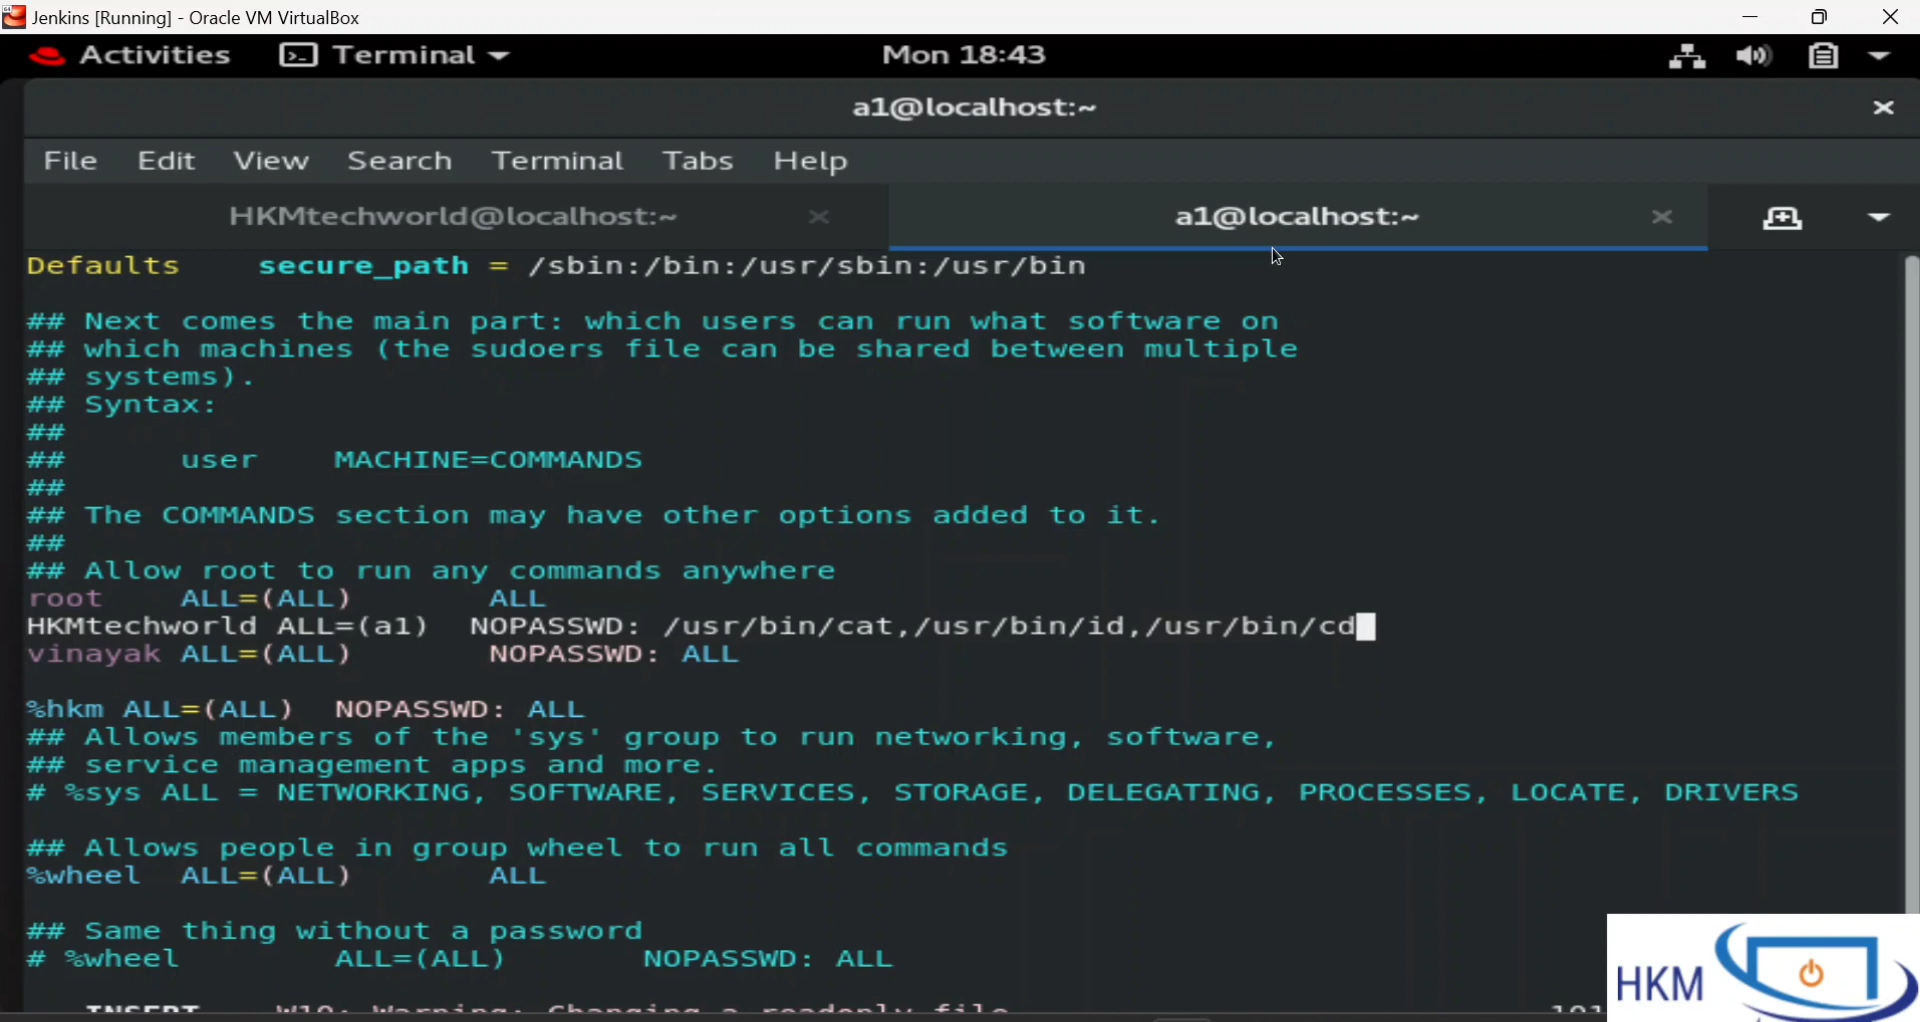 Jenkins [Running] - Oracle VM VirtualBox
Activities Terminal Mon 18:43
a1@localhost:~
File Edit View Search Terminal Tabs Help
HKMtechworld@localhost:~ a1@localhost:~
Defaults    secure_path = /sbin:/bin:/usr/sbin:/usr/bin
## Next comes the main part: which users can run what software on
## which machines (the sudoers file can be shared between multiple
## systems).
## Syntax:
##
##      user    MACHINE=COMMANDS
##
## The COMMANDS section may have other options added to it.
##
## Allow root to run any commands anywhere
root    ALL=(ALL)       ALL
HKMtechworld ALL=(a1)  NOPASSWD: /usr/bin/cat,/usr/bin/id,/usr/bin/cd
vinayak ALL=(ALL)       NOPASSWD: ALL
%hkm ALL=(ALL)  NOPASSWD: ALL
## Allows members of the 'sys' group to run networking, software,
## service management apps and more.
# %sys ALL = NETWORKING, SOFTWARE, SERVICES, STORAGE, DELEGATING, PROCESSES, LOCATE, DRIVERS
## Allows people in group wheel to run all commands
%wheel  ALL=(ALL)       ALL
## Same thing without a password
# %wheel        ALL=(ALL)       NOPASSWD: ALL
INSERT    W10: Warning: Changing a readonly file
HKM